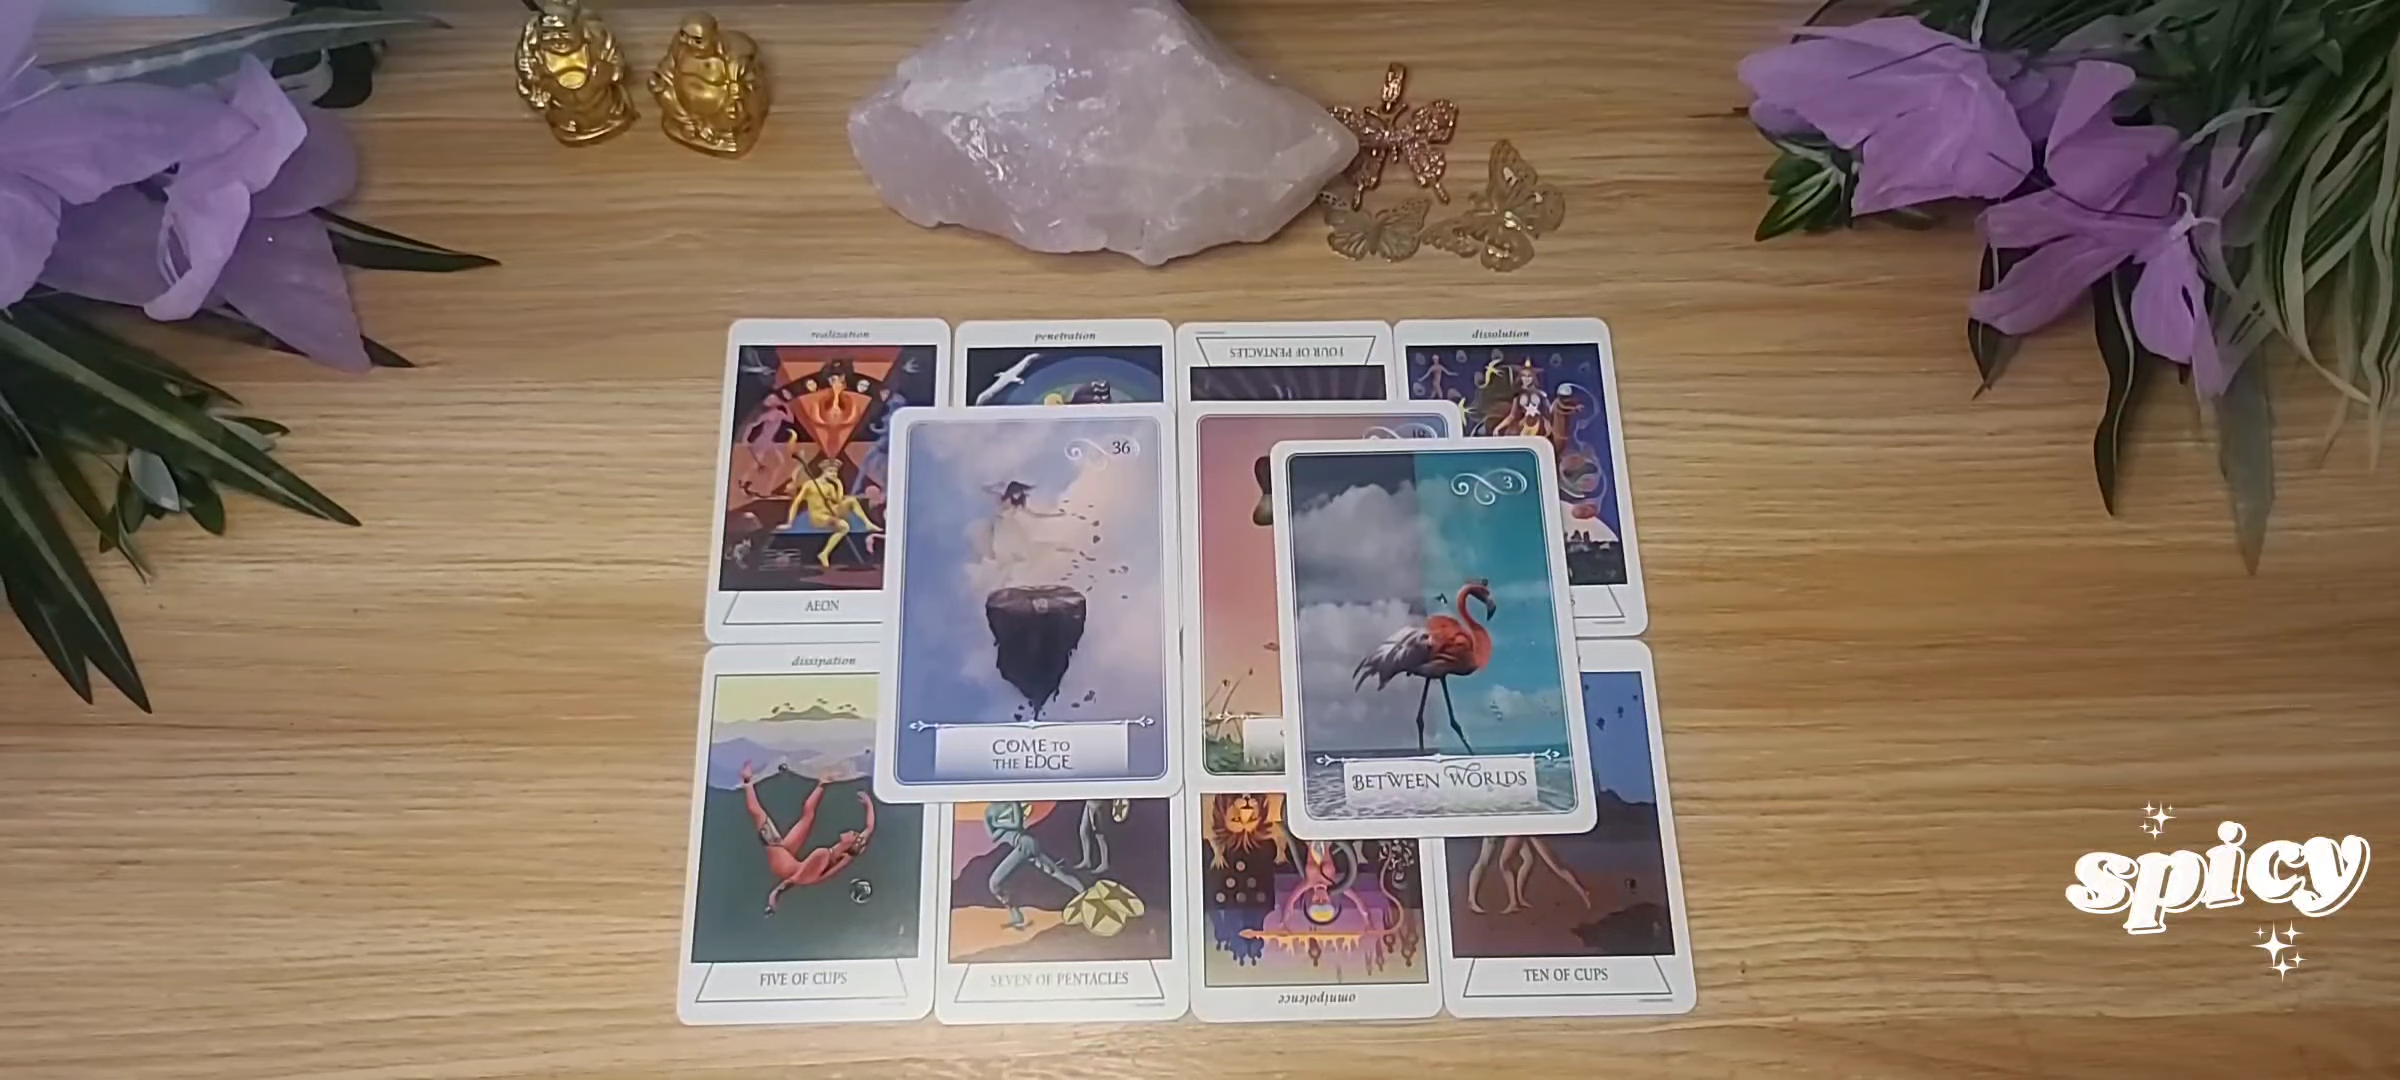 realization
penetration
FOUR OF PENTACLES
dissolution
36
3
AEON
COME TO
THE EDGE
BETWEEN WORLDS
dissipation
FIVE OF CUPS
SEVEN OF PENTACLES
omnipotence
TEN OF CUPS
spicy